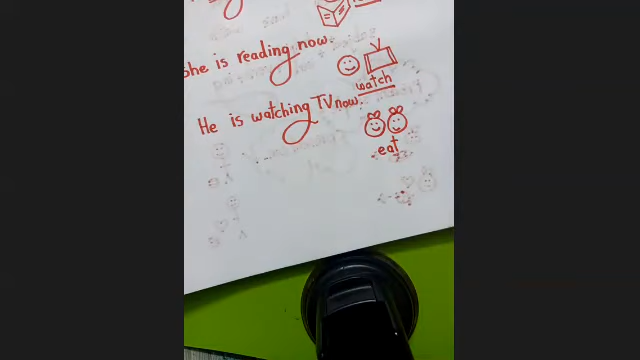 She is reading now.
watch
He is watching TV now.
eat